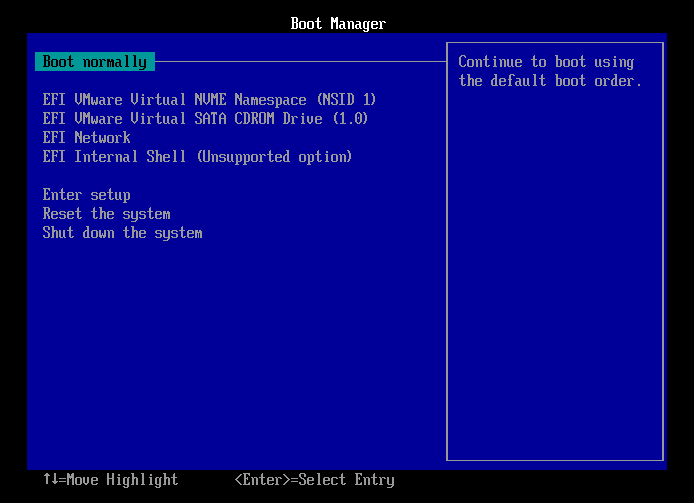 Boot Manager
Boot normally
Continue to boot using
the default boot order.
EFI VMware Virtual NVME Namespace (NSID 1)
EFI VMware Virtual SATA CDROM Drive (1.0)
EFI Network
EFI Internal Shell (Unsupported option)
Enter setup
Reset the system
Shut down the system
↑↓=Move Highlight <Enter>=Select Entry